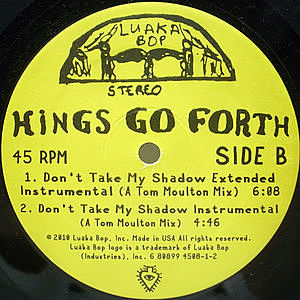 LUAKA
BOP
STEREO
KINGS GO FORTH
45 RPM SIDE B
1. Don't Take My Shadow Extended
Instrumental (A Tom Moulton Mix) 6:08
2. Don't Take My Shadow Instrumental
(A Tom Moulton Mix) 4:46
©2010 Luaka Bop, Inc. Made in USA All rights reserved.
Luaka Bop logo is a trademark of Luaka Bop
(Industries), Inc. 6 80899 4508-1-2